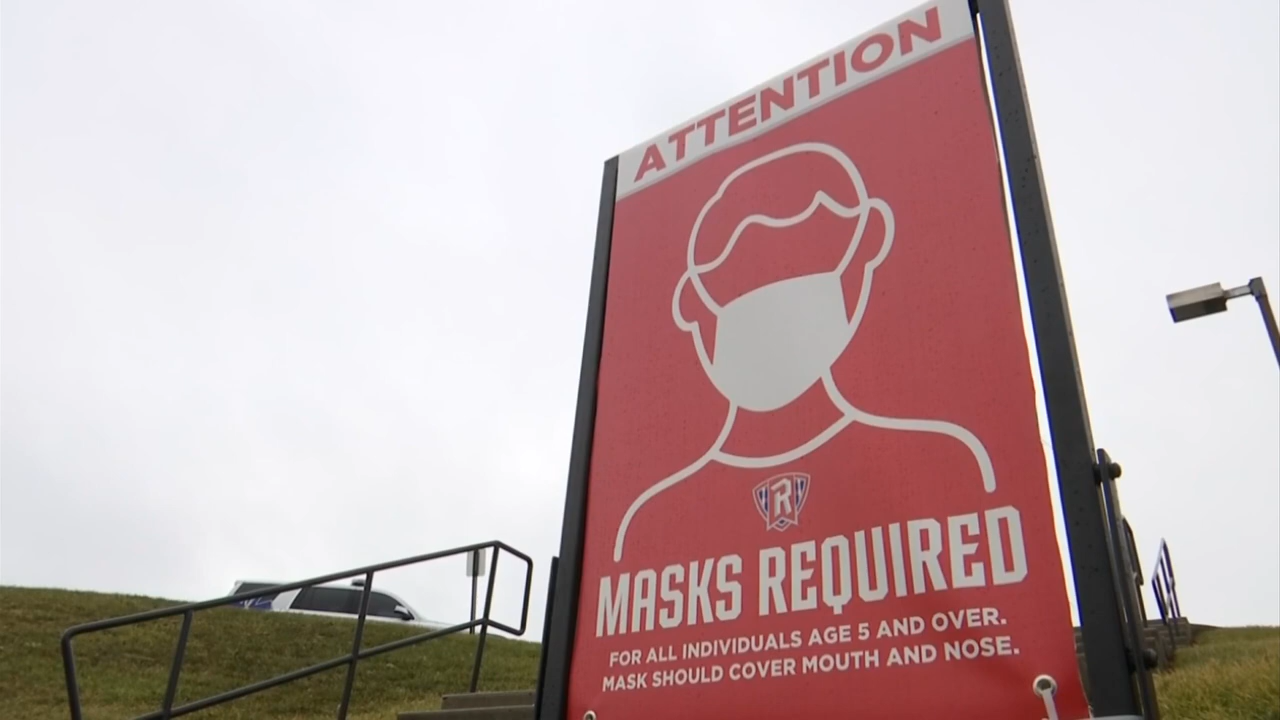 ATTENTION
R
MASKS REQUIRED
FOR ALL INDIVIDUALS AGE 5 AND OVER.
MASK SHOULD COVER MOUTH AND NOSE.